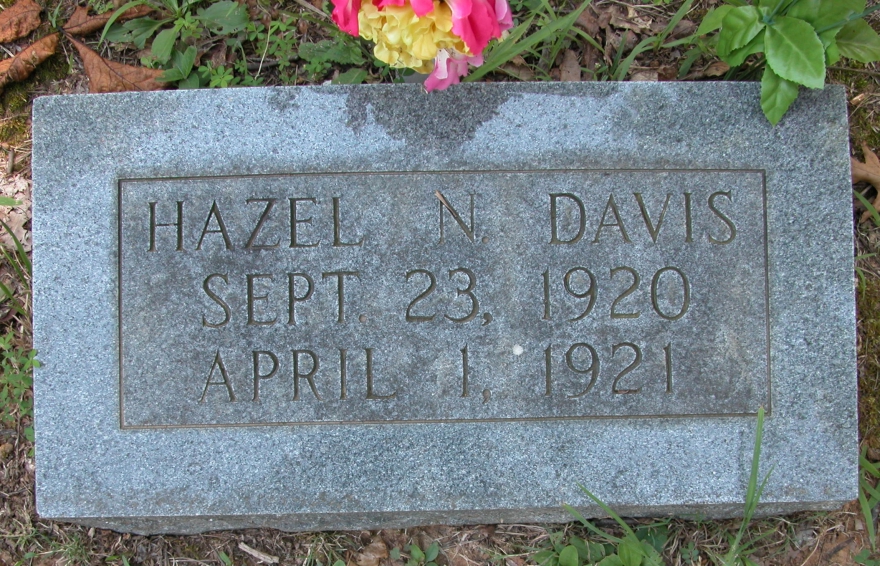 HAZEL N. DAVIS
SEPT. 23, 1920
APRIL 1, 1921